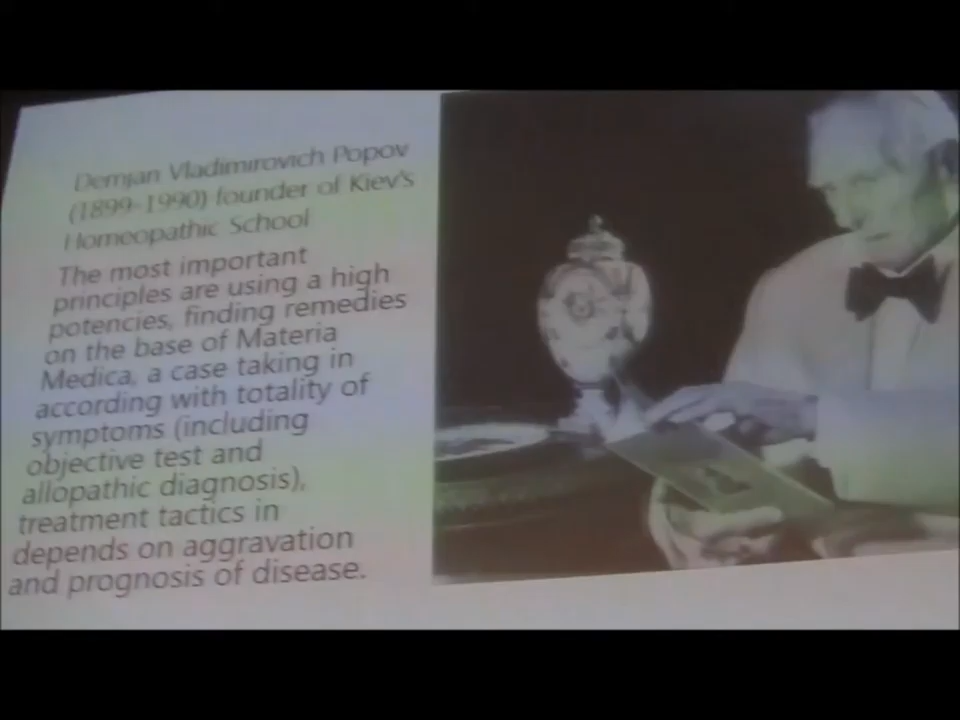 Demjan Vladimirovich Popov
(1899-1990) founder of Kiev's
Homeopathic School
The most important
principles are using a high
potencies, finding remedies
on the base of Materia
Medica, a case taking in
according with totality of
symptoms (including
objective test and
allopathic diagnosis),
treatment tactics in
depends on aggravation
and prognosis of disease.